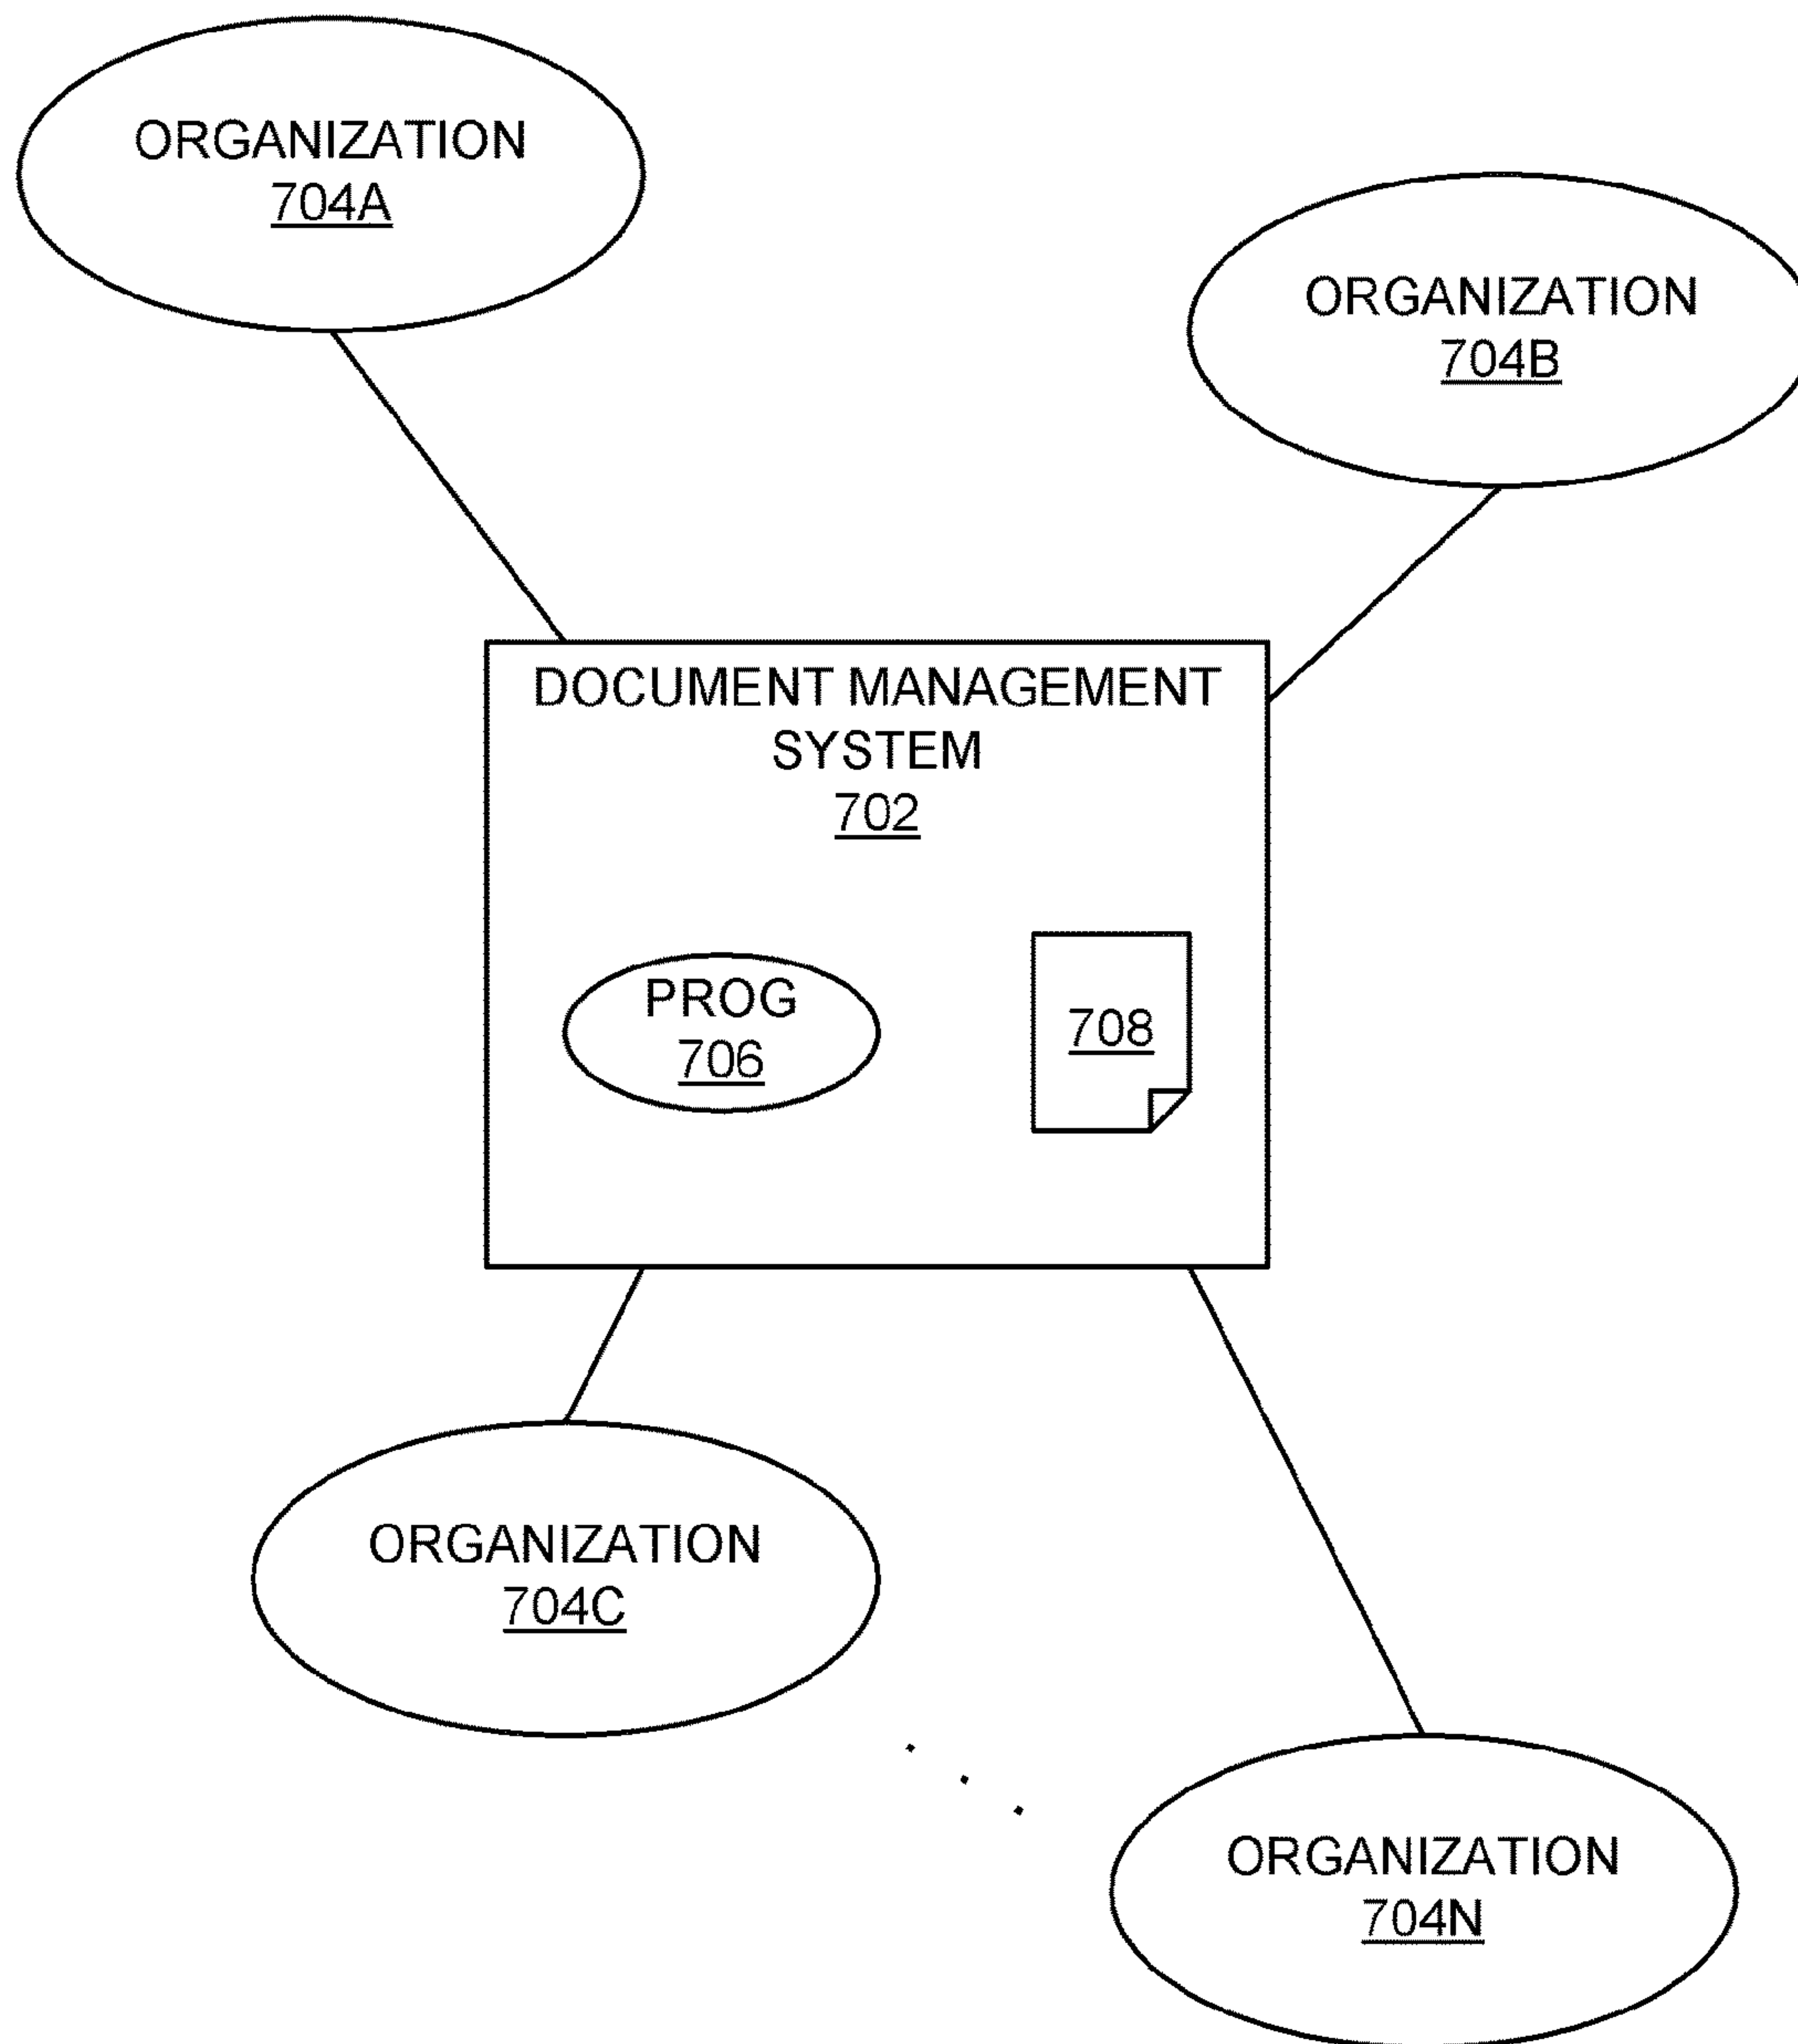 ORGANIZATION
704A
ORGANIZATION
704B
DOCUMENT MANAGEMENT
SYSTEM
702
PROG
706
708
ORGANIZATION
704C
ORGANIZATION
704N